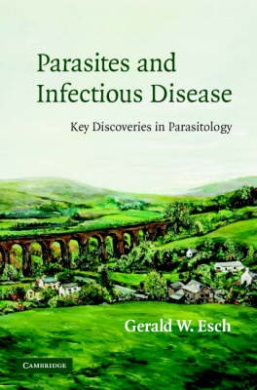 Parasites and
Infectious Disease
Key Discoveries in Parasitology
Gerald W. Esch
CAMBRIDGE